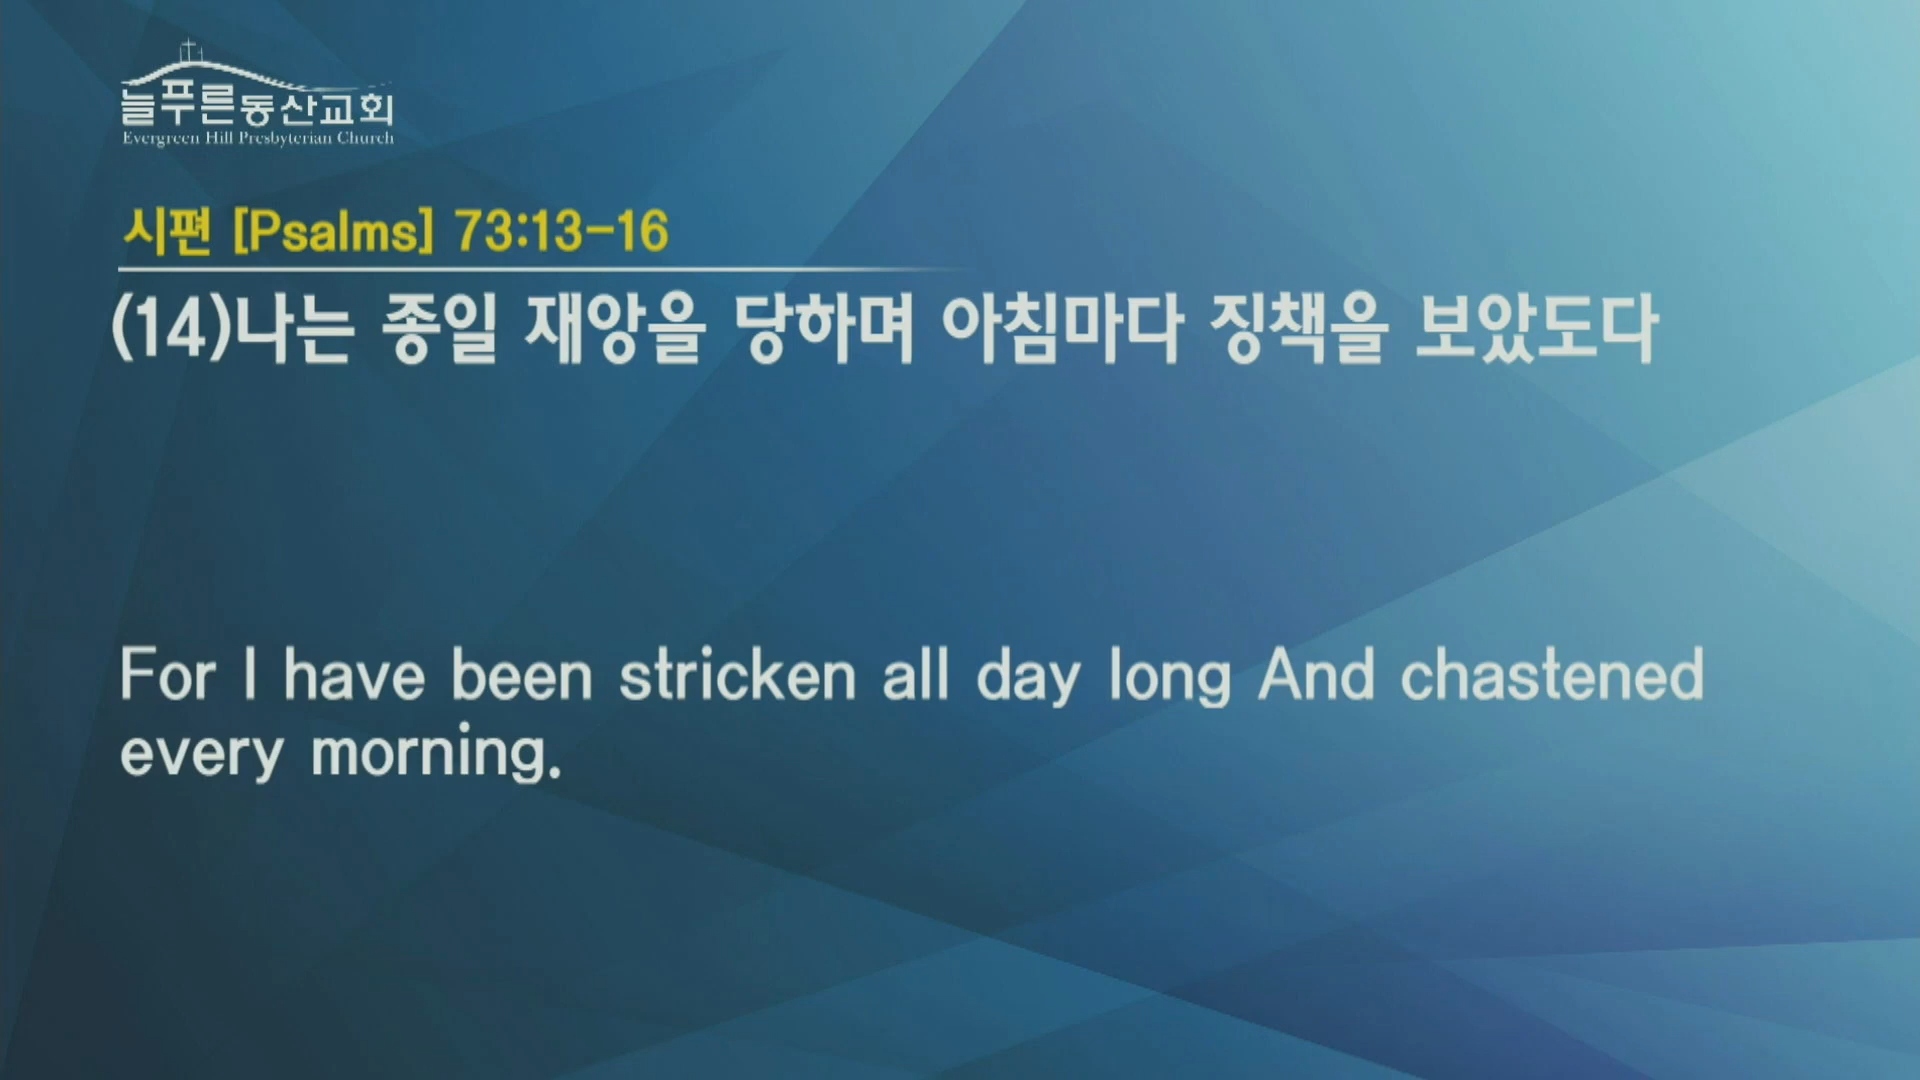 늘푸른동산교회
Evergreen Hill Presbyterian Church
시편 [Psalms] 73:13-16
(14)나는 종일 재앙을 당하며 아침마다 징책을 보았도다
For I have been stricken all day long And chastened
every morning.